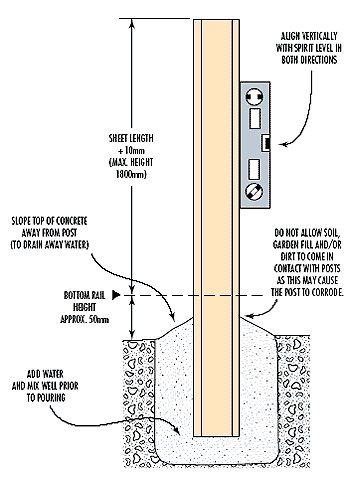 ALIGN VERTICALLY
WITH SPIRIT LEVEL IN
BOTH DIRECTIONS
SHEET LENGTH
+ 10mm
(MAX. HEIGHT
1800mm)
SLOPE TOP OF CONCRETE
AWAY FROM POST
(TO DRAIN AWAY WATER)
DO NOT ALLOW SOIL,
GARDEN FILL AND/OR
DIRT TO COME IN
CONTACT WITH POSTS
AS THIS MAY CAUSE
THE POST TO CORRODE.
BOTTOM RAIL
HEIGHT
APPROX. 50mm
ADD WATER
AND MIX WELL PRIOR
TO POURING